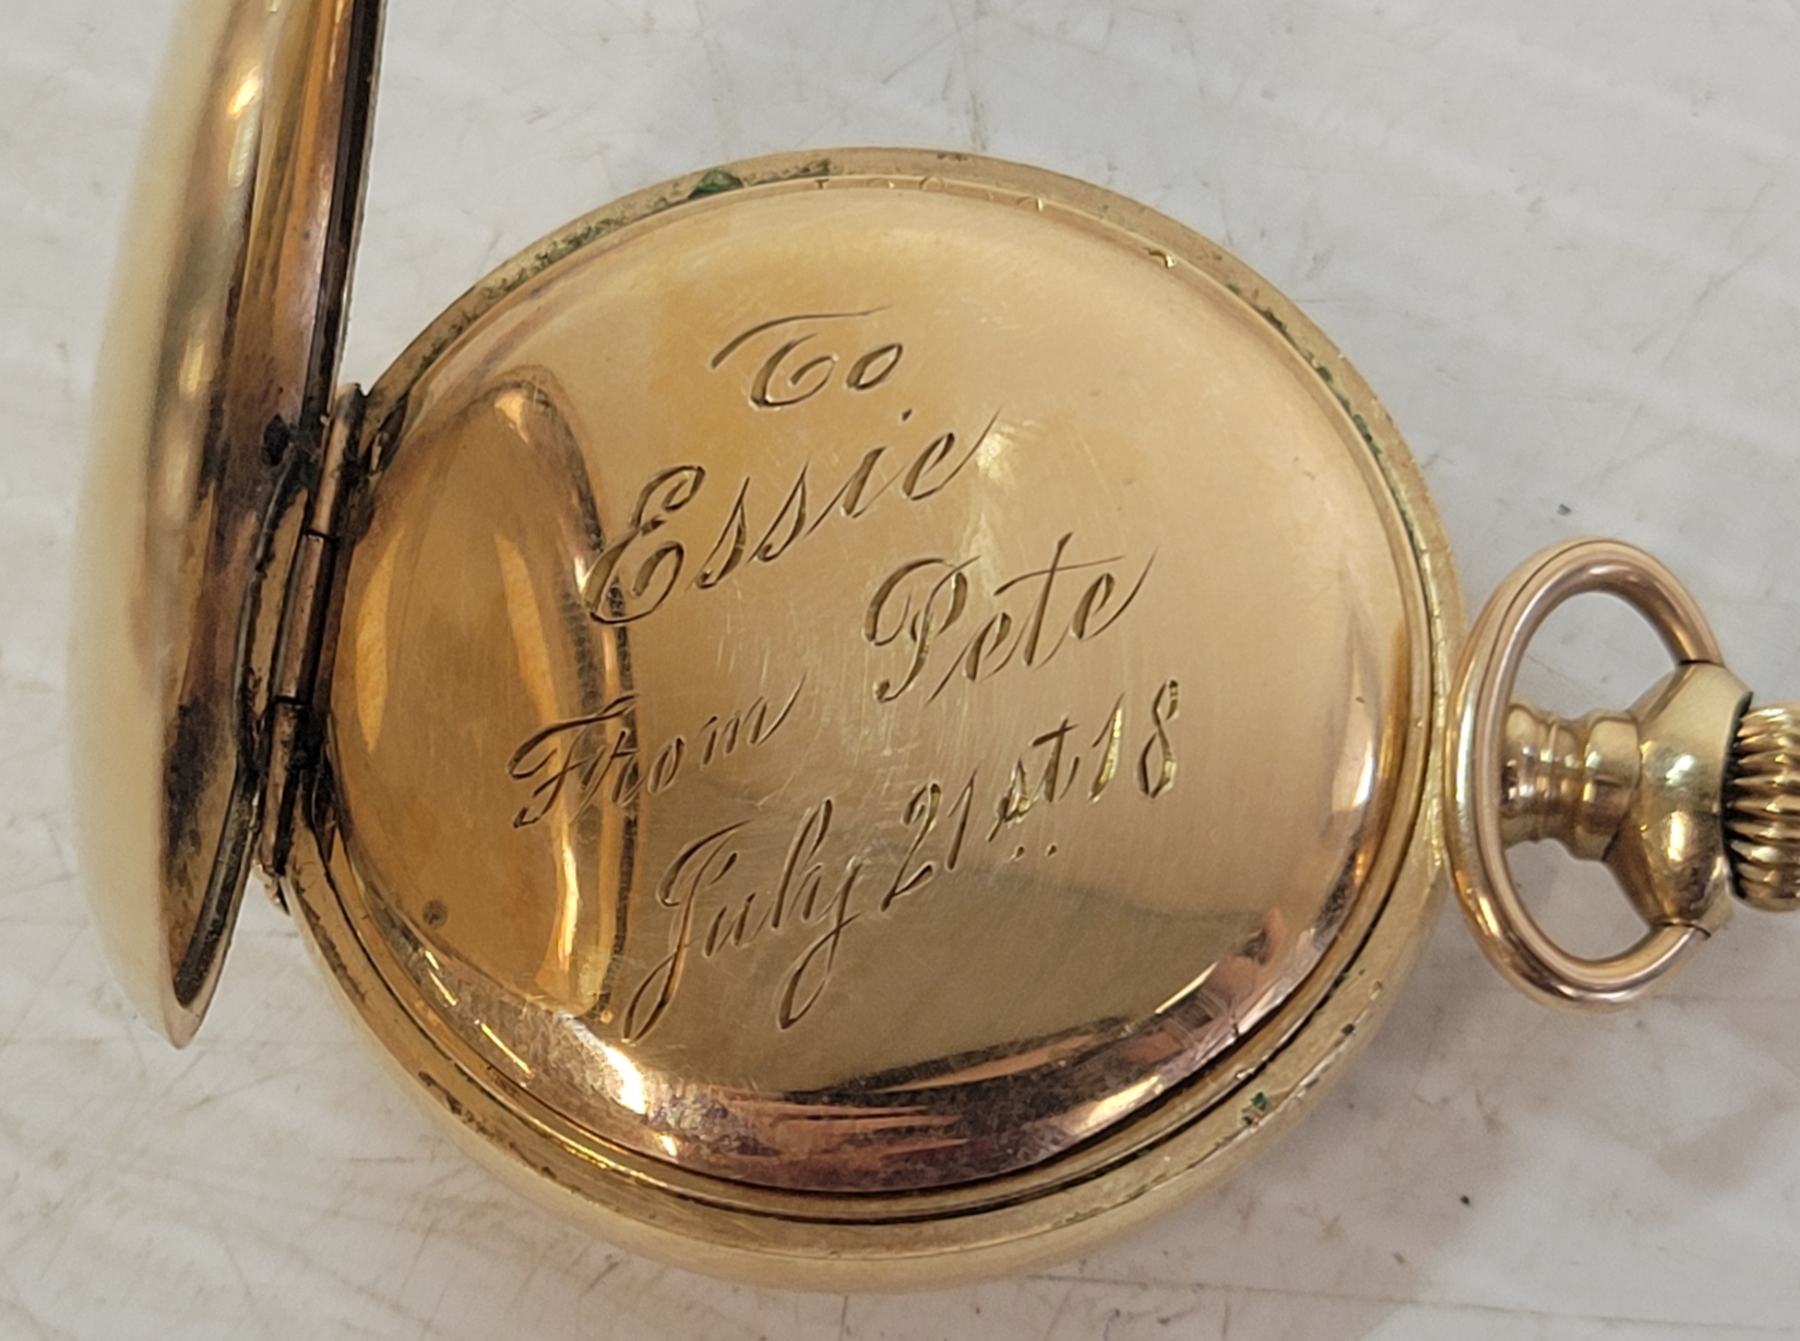 To
Essie
From Pete
July 21st 18